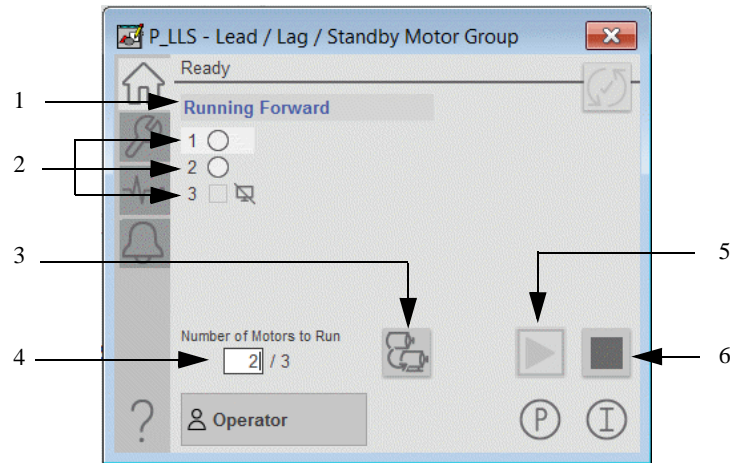 P_LLS - Lead / Lag / Standby Motor Group
Ready
1
Running Forward
1
2
2
3
3
5
Number of Motors to Run
4
2 / 3
6
?
Operator
P
I